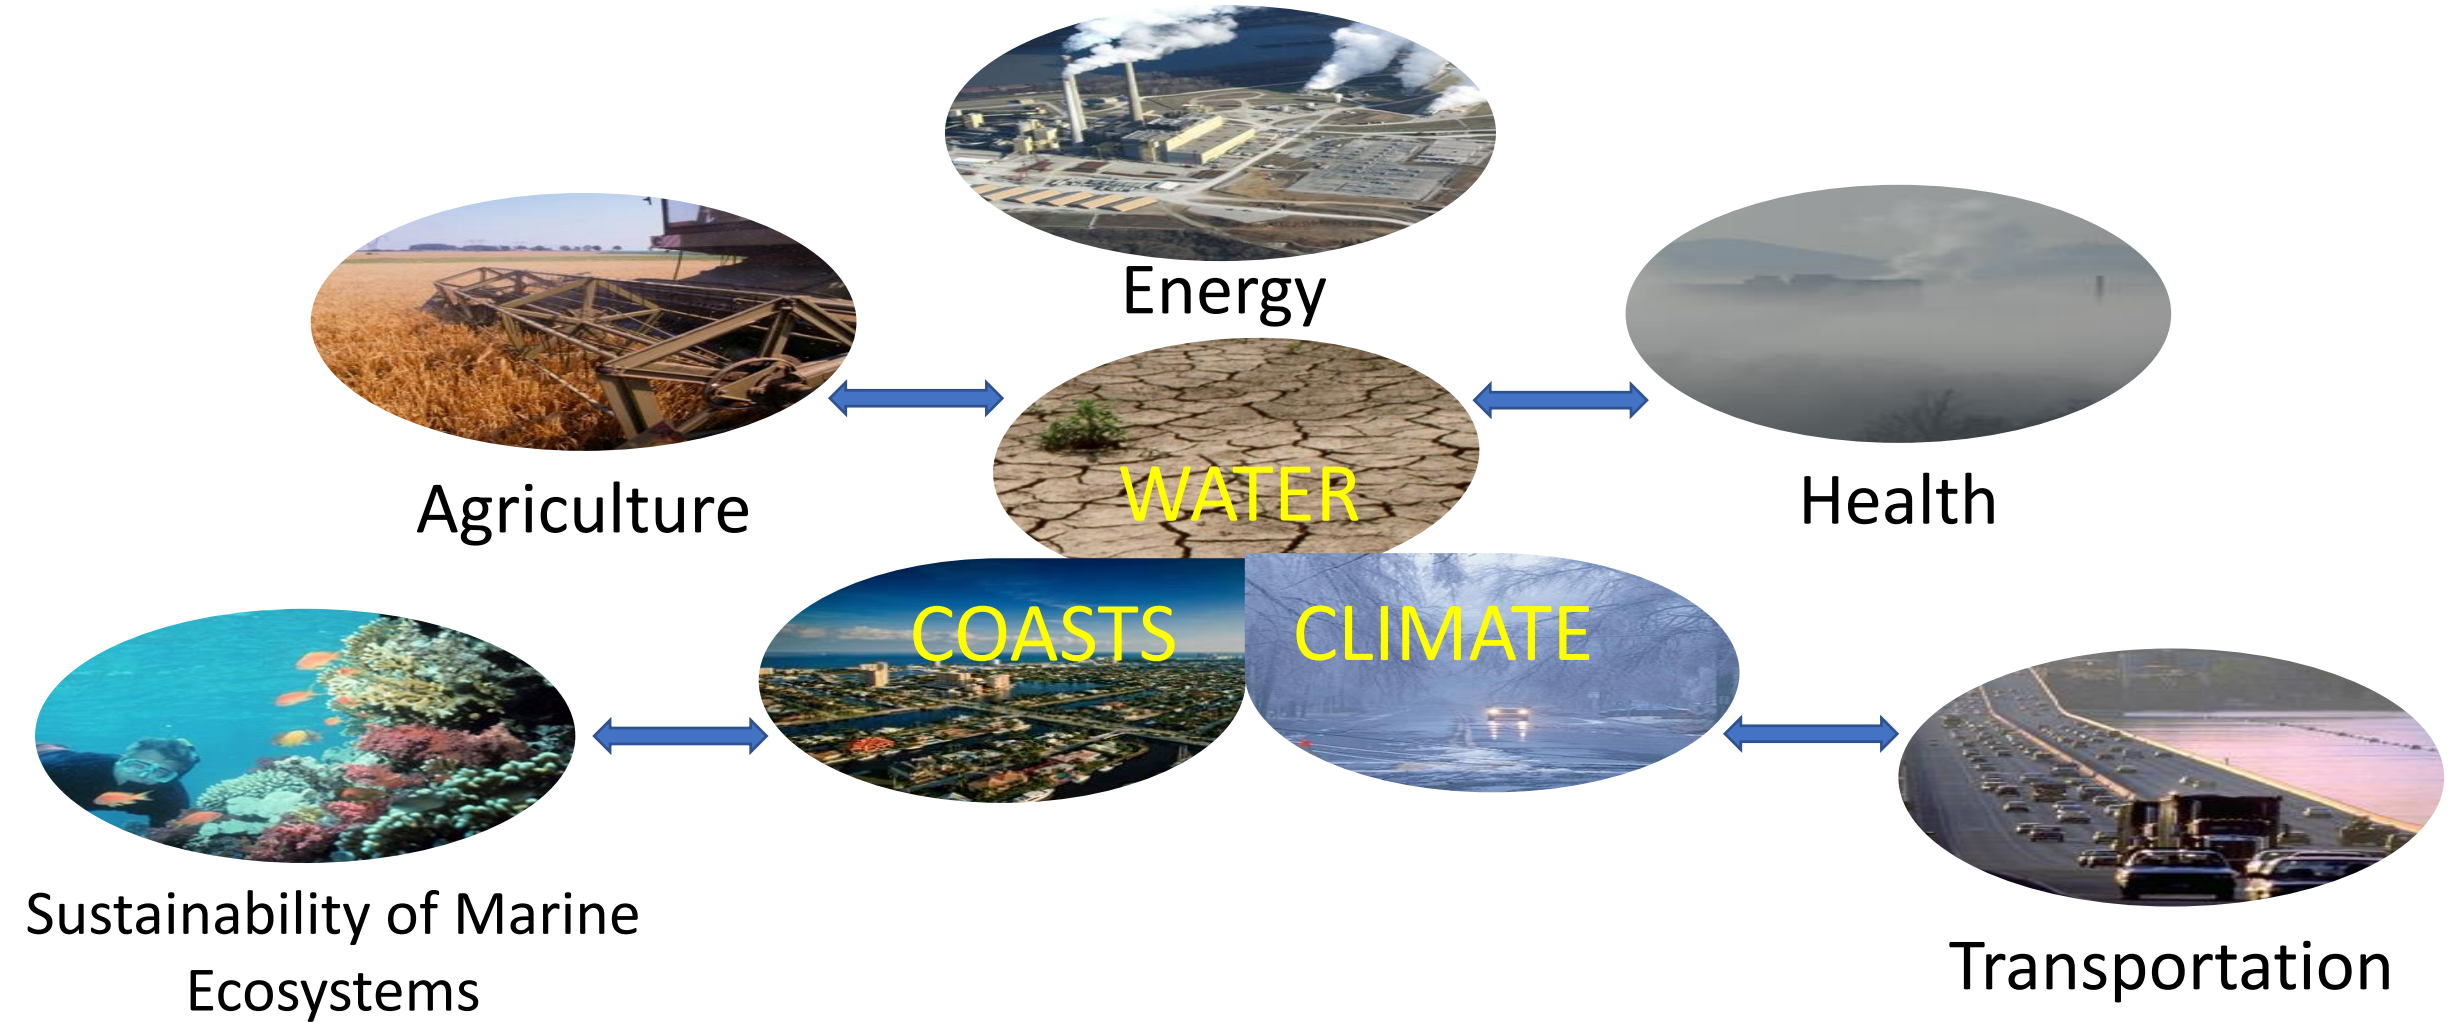 Energy
Agriculture
WATER
Health
COASTS
CLIMATE
Sustainability of Marine
Ecosystems
Transportation